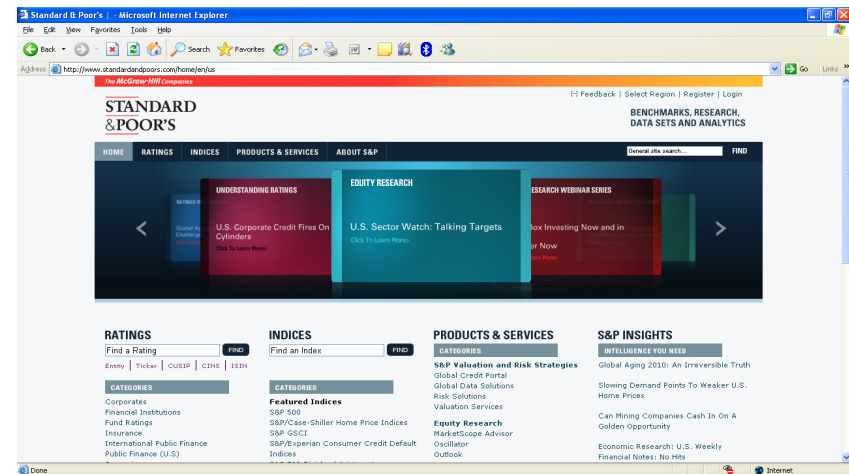 Standard & Poor's | - Microsoft Internet Explorer
File Edit View Favorites Tools Help
Back Search Favorites
Address http://www.standardandpoors.com/home/en/us Go Links »
The McGraw-Hill Companies
[-] Feedback | Select Region | Register | Login
STANDARD
&POOR'S
BENCHMARKS, RESEARCH,
DATA SETS AND ANALYTICS
HOME RATINGS INDICES PRODUCTS & SERVICES ABOUT S&P General site search... FIND
UNDERSTANDING RATINGS
U.S. Corporate Credit Fires On
Cylinders
Click To Learn More>
EQUITY RESEARCH
U.S. Sector Watch: Talking Targets
Click To Learn More>
ESEARCH WEBINAR SERIES
ox Investing Now and in
er Now
RATINGS
Find a Rating FIND
Entity | Ticker | CUSIP | CINS | ISIN
CATEGORIES
Corporates
Financial Institutions
Fund Ratings
Insurance
International Public Finance
Public Finance (U.S)
INDICES
Find an Index FIND
CATEGORIES
Featured Indices
S&P 500
S&P/Case-Shiller Home Price Indices
S&P GSCI
S&P/Experian Consumer Credit Default
Indices
PRODUCTS & SERVICES
CATEGORIES
S&P Valuation and Risk Strategies
Global Credit Portal
Global Data Solutions
Risk Solutions
Valuation Services
Equity Research
MarketScope Advisor
Oscillator
Outlook
S&P INSIGHTS
INTELLIGENCE YOU NEED
Global Aging 2010: An Irreversible Truth
Slowing Demand Points To Weaker U.S.
Home Prices
Can Mining Companies Cash In On A
Golden Opportunity
Economic Research: U.S. Weekly
Financial Notes: No Hits
Done Internet